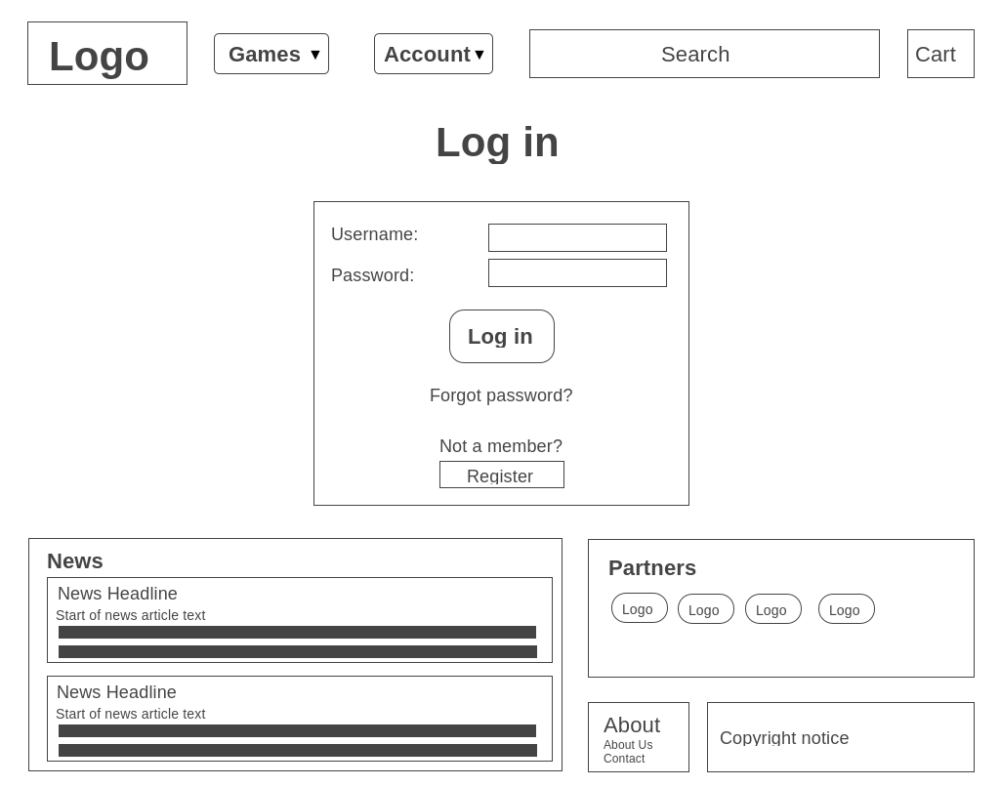 Logo
Games ▼
Account ▼
Search
Cart
Log in
Username:
Password:
Log in
Forgot password?
Not a member?
Register
News
News Headline
Start of news article text
News Headline
Start of news article text
Partners
Logo Logo Logo Logo
About
About Us
Contact
Copyright notice